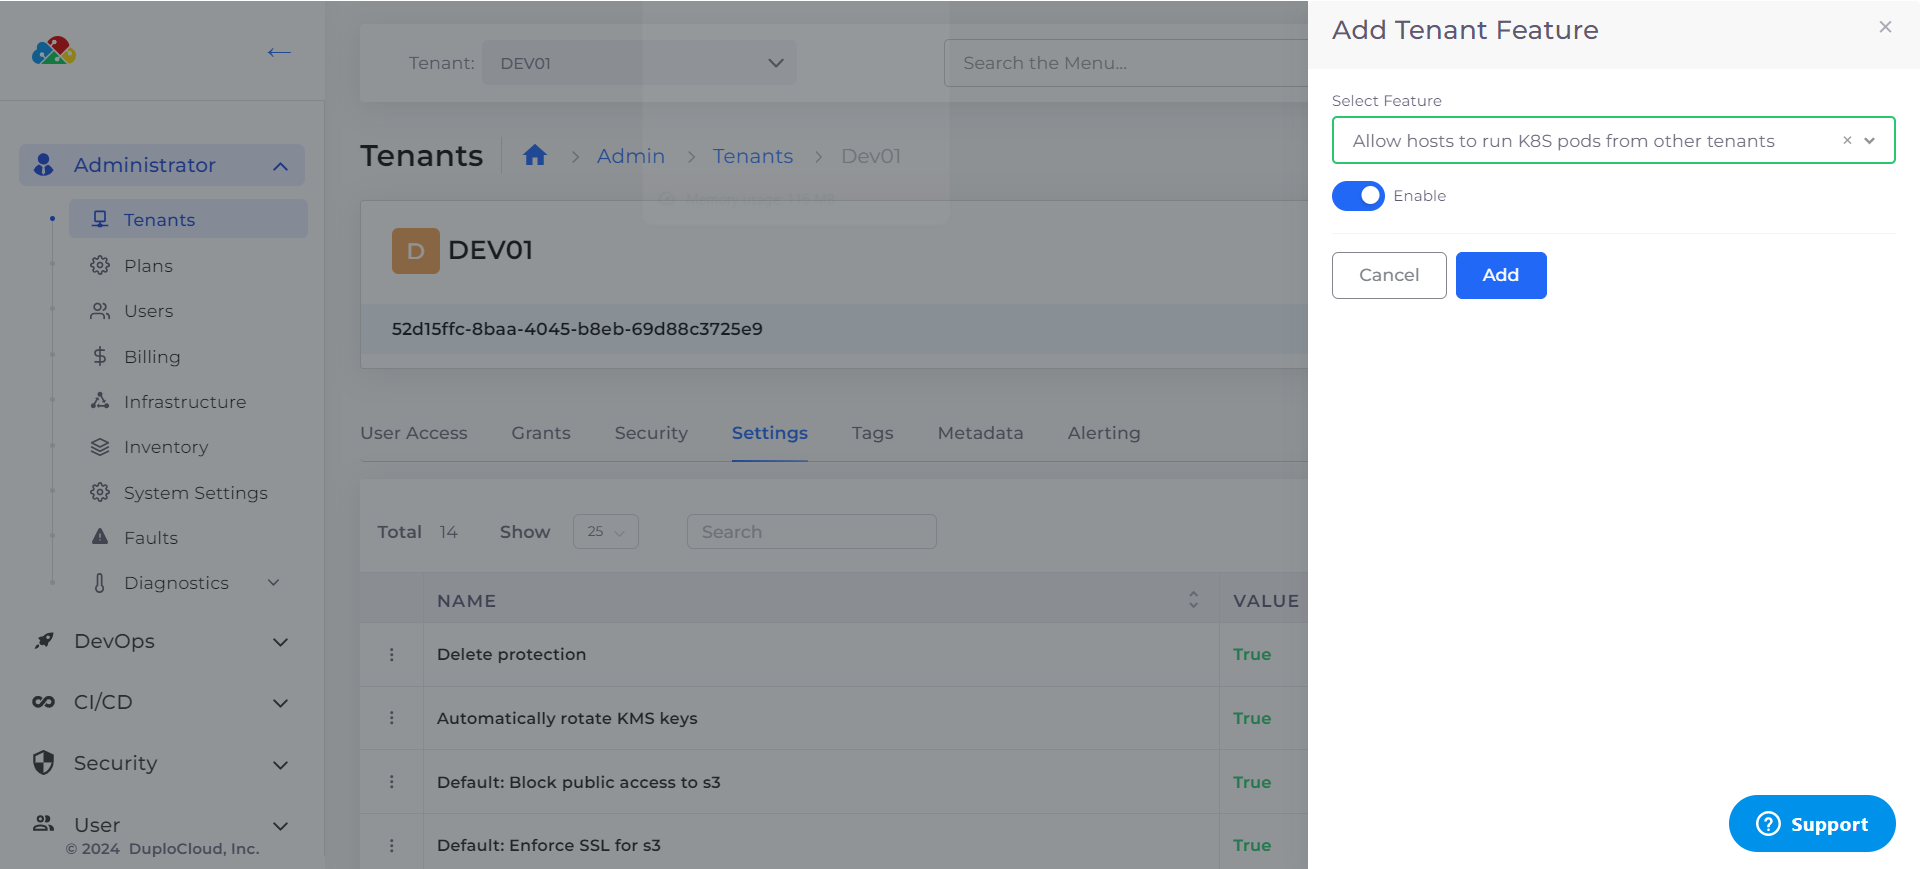 Add Tenant Feature
Tenant:
DEV01
Search the Menu...
Select Feature
Allow hosts to run K8S pods from other tenants
Enable
Cancel
Add
Administrator
Tenants
Plans
Users
Billing
Infrastructure
Inventory
System Settings
Faults
Diagnostics
DevOps
CI/CD
Security
User
© 2024 DuploCloud, Inc.
Tenants
Admin
Tenants
Dev01
D
DEV01
52d15ffc-8baa-4045-b8eb-69d88c3725e9
User Access
Grants
Security
Settings
Tags
Metadata
Alerting
Total 14
Show
25
Search
NAME
VALUE
Delete protection
True
Automatically rotate KMS keys
True
Default: Block public access to s3
True
Default: Enforce SSL for s3
True
Support